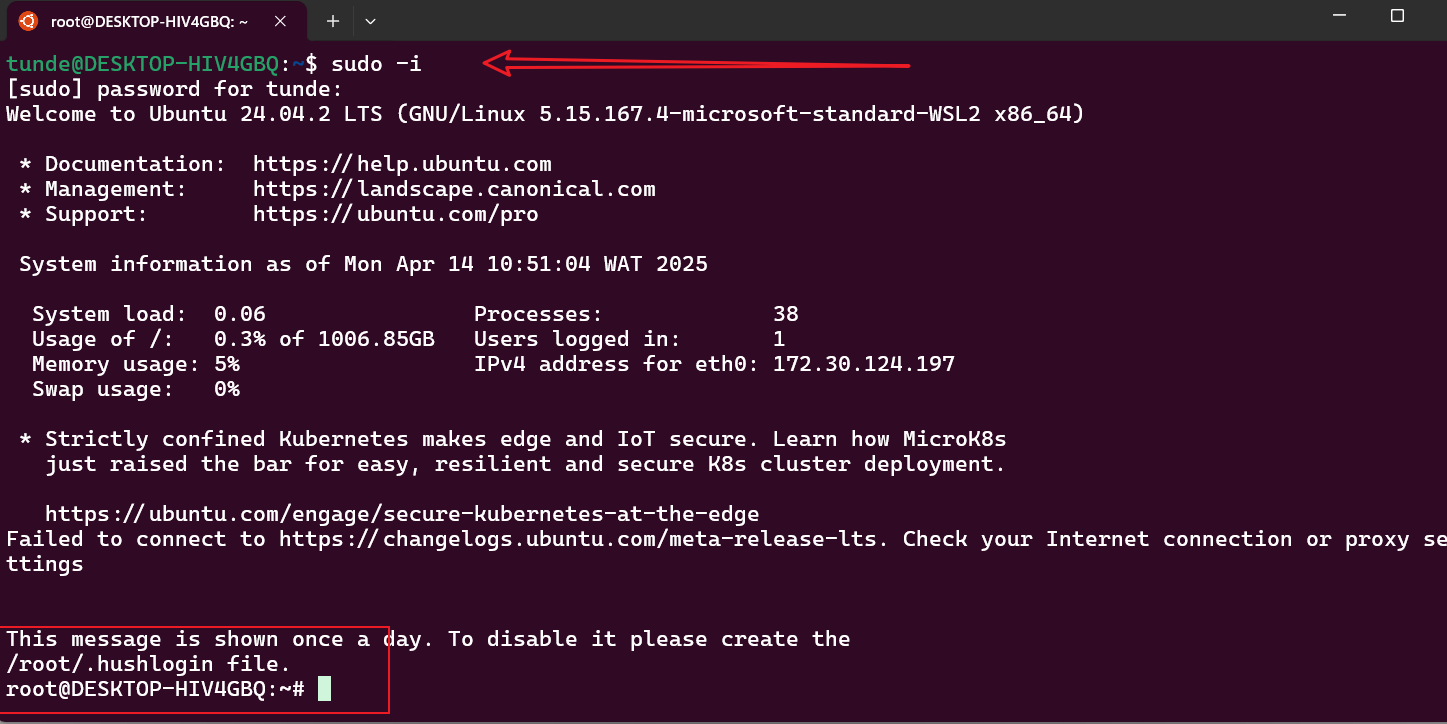 root@DESKTOP-HIV4GBQ: ~
tunde@DESKTOP-HIV4GBQ:~$ sudo -i
[sudo] password for tunde:
Welcome to Ubuntu 24.04.2 LTS (GNU/Linux 5.15.167.4-microsoft-standard-WSL2 x86_64)
* Documentation:  https://help.ubuntu.com
* Management:     https://landscape.canonical.com
* Support:        https://ubuntu.com/pro
System information as of Mon Apr 14 10:51:04 WAT 2025
System load:  0.06                Processes:             38
Usage of /:   0.3% of 1006.85GB   Users logged in:       1
Memory usage: 5%                  IPv4 address for eth0: 172.30.124.197
Swap usage:   0%
* Strictly confined Kubernetes makes edge and IoT secure. Learn how MicroK8s
just raised the bar for easy, resilient and secure K8s cluster deployment.
https://ubuntu.com/engage/secure-kubernetes-at-the-edge
Failed to connect to https://changelogs.ubuntu.com/meta-release-lts. Check your Internet connection or proxy se
ttings
This message is shown once a day. To disable it please create the
/root/.hushlogin file.
root@DESKTOP-HIV4GBQ:~#